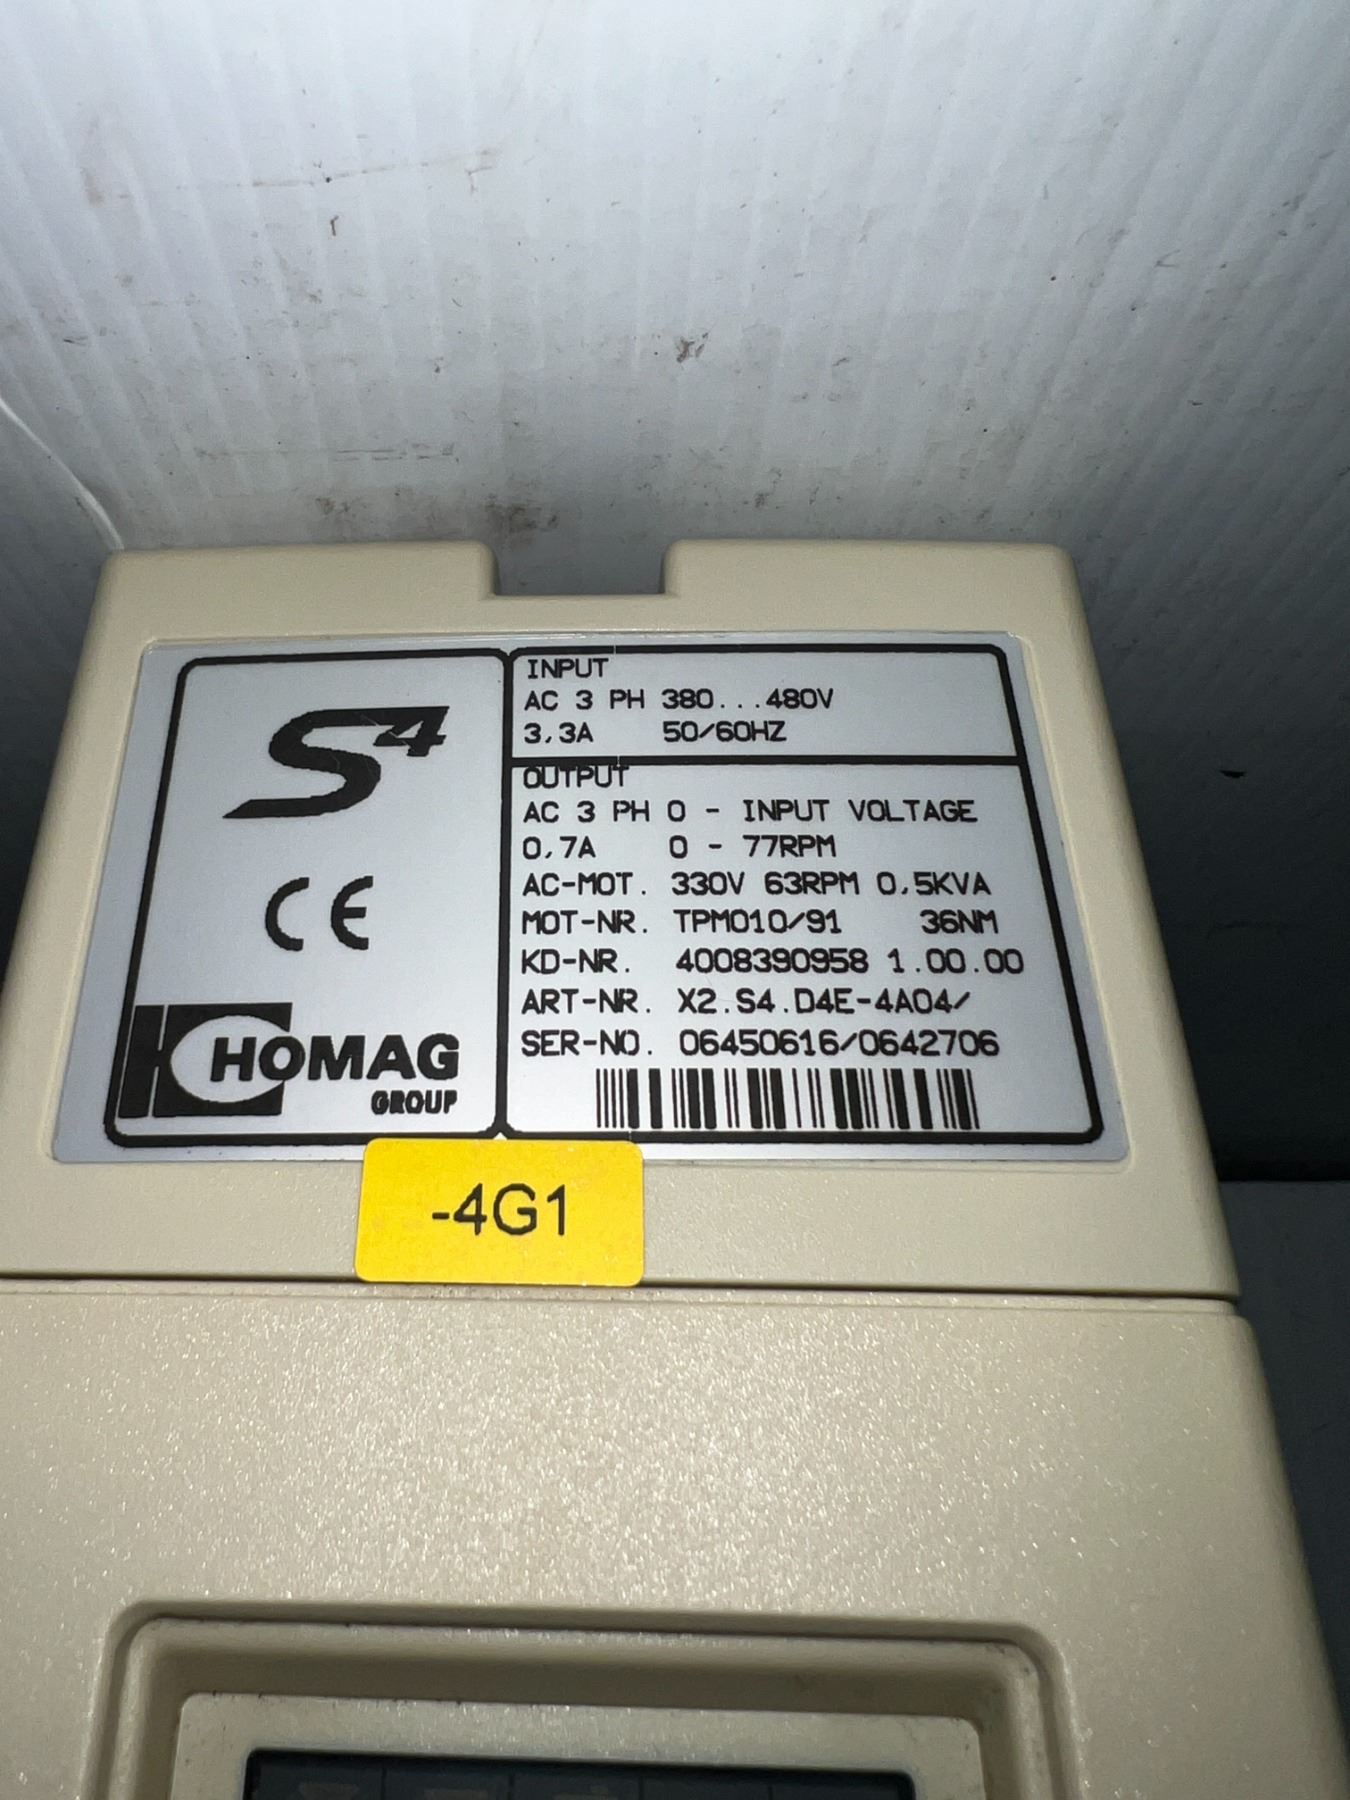 S4
CE
HOMAG
GROUP
INPUT
AC 3 PH 380...480V
3,3A 50/60HZ
OUTPUT
AC 3 PH 0 - INPUT VOLTAGE
0,7A 0 - 77RPM
AC-MOT. 330V 63RPM 0,5KVA
MOT-NR. TPM010/91 36NM
KD-NR. 4008390958 1.00.00
ART-NR. X2.S4.D4E-4A04/
SER-NO. 06450616/0642706
-4G1